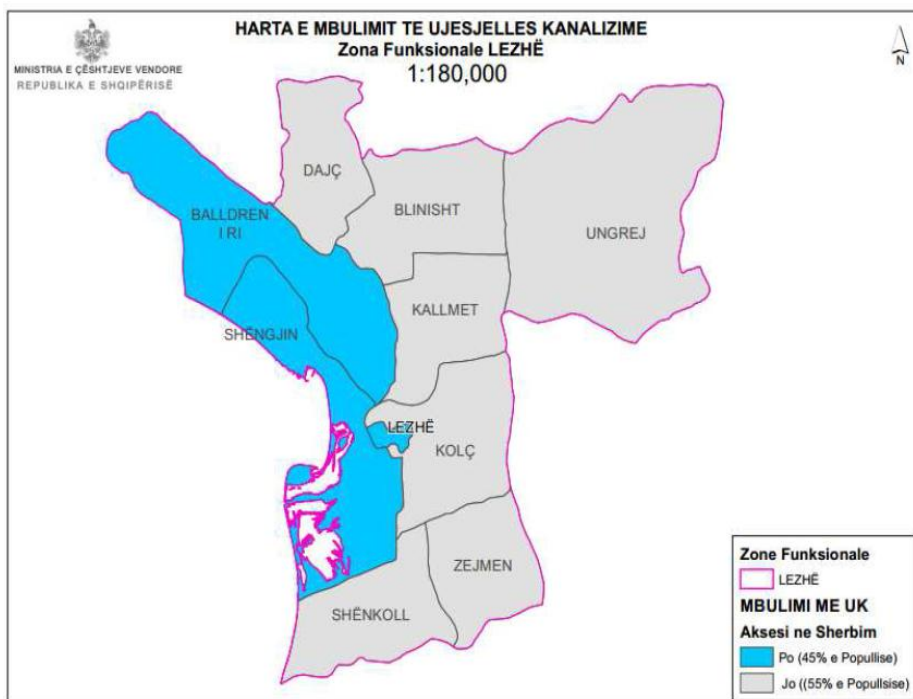 HARTA E MBULIMIT TE UJESJELLES KANALIZIME
Zona Funksionale LEZHË
1:180,000
MINISTRIA E ÇËSHTJEVE VENDORE
REPUBLIKA E SHQIPËRISË
N
DAJÇ
BALLDREN
I RI
BLINISHT
UNGREJ
KALLMET
SHËNGJIN
LEZHË
KOLÇ
ZEJMEN
SHËNKOLL
Zone Funksionale
LEZHË
MBULIMI ME UK
Aksesi ne Sherbim
Po (45% e Popullise)
Jo ((55% e Popullsise)